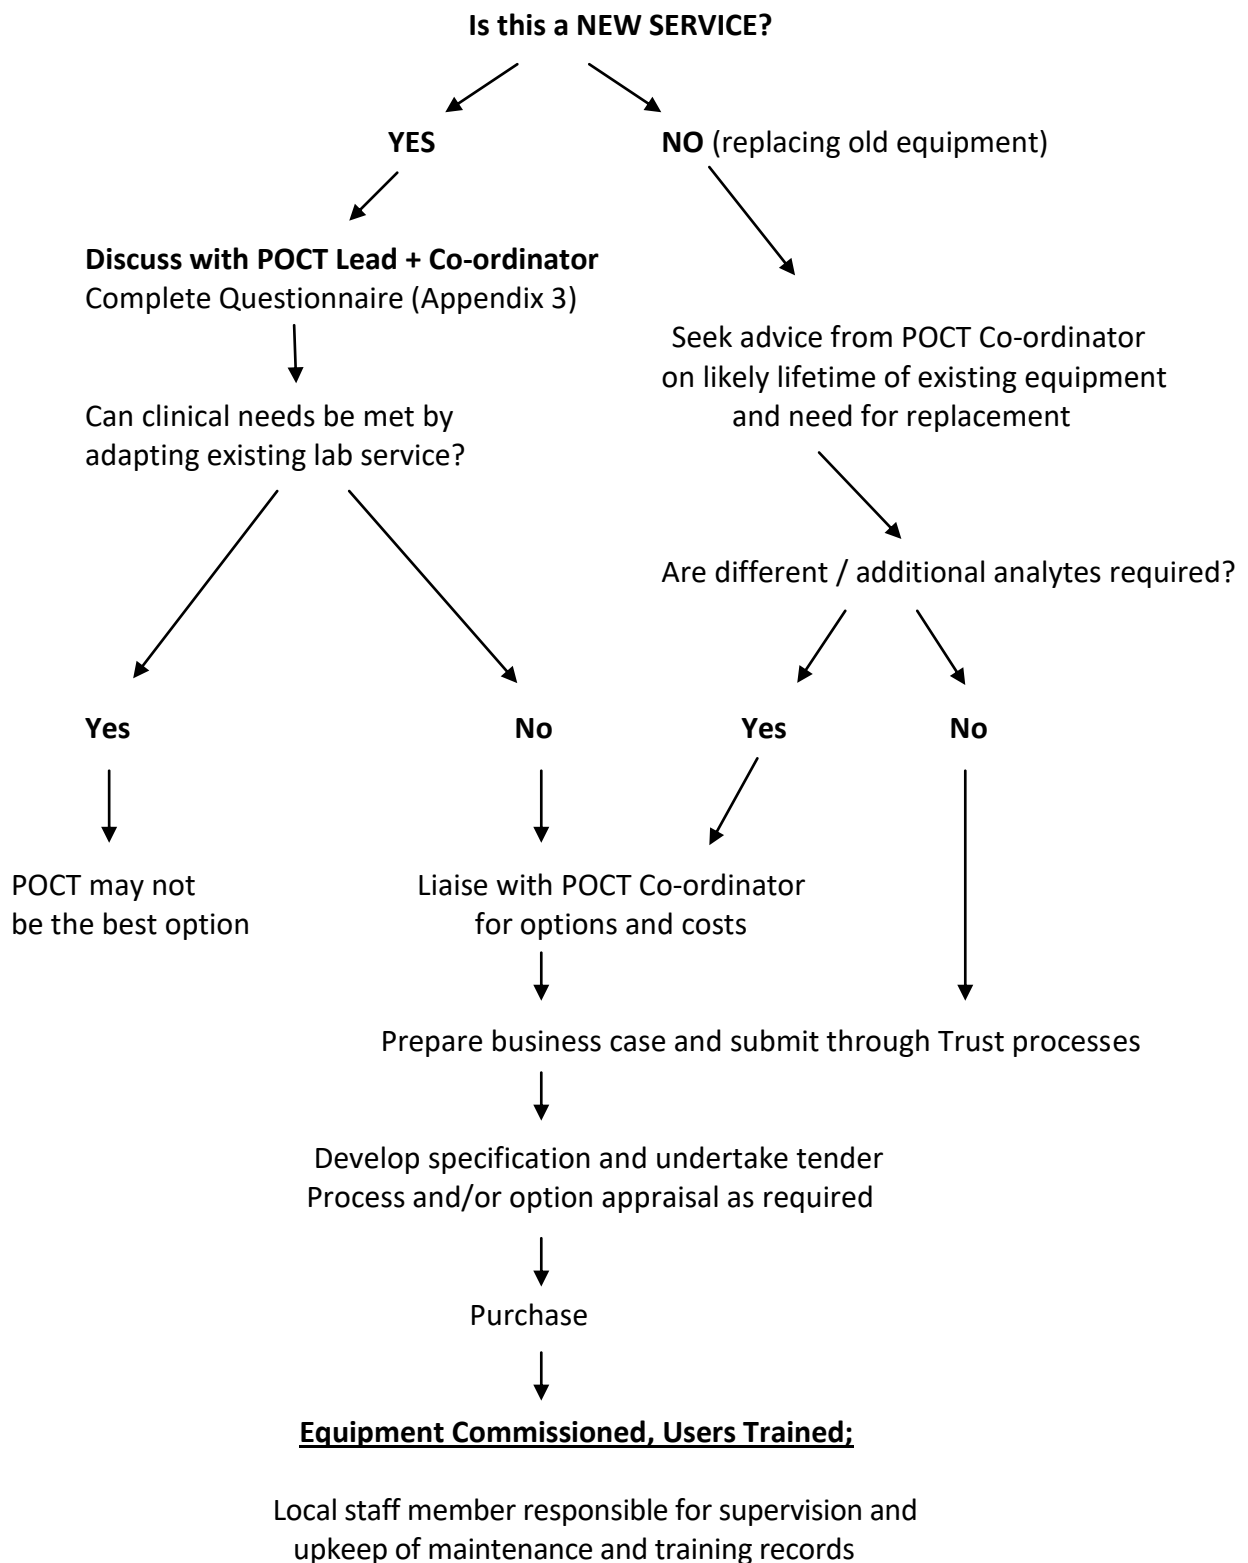 Is this a NEW SERVICE?
YES
NO (replacing old equipment)
Discuss with POCT Lead + Co-ordinator
Complete Questionnaire (Appendix 3)
Seek advice from POCT Co-ordinator
on likely lifetime of existing equipment
and need for replacement
Can clinical needs be met by
adapting existing lab service?
Are different / additional analytes required?
Yes
No
Yes
No
POCT may not
be the best option
Liaise with POCT Co-ordinator
for options and costs
Prepare business case and submit through Trust processes
Develop specification and undertake tender
Process and/or option appraisal as required
Purchase
Equipment Commissioned, Users Trained;
Local staff member responsible for supervision and
upkeep of maintenance and training records